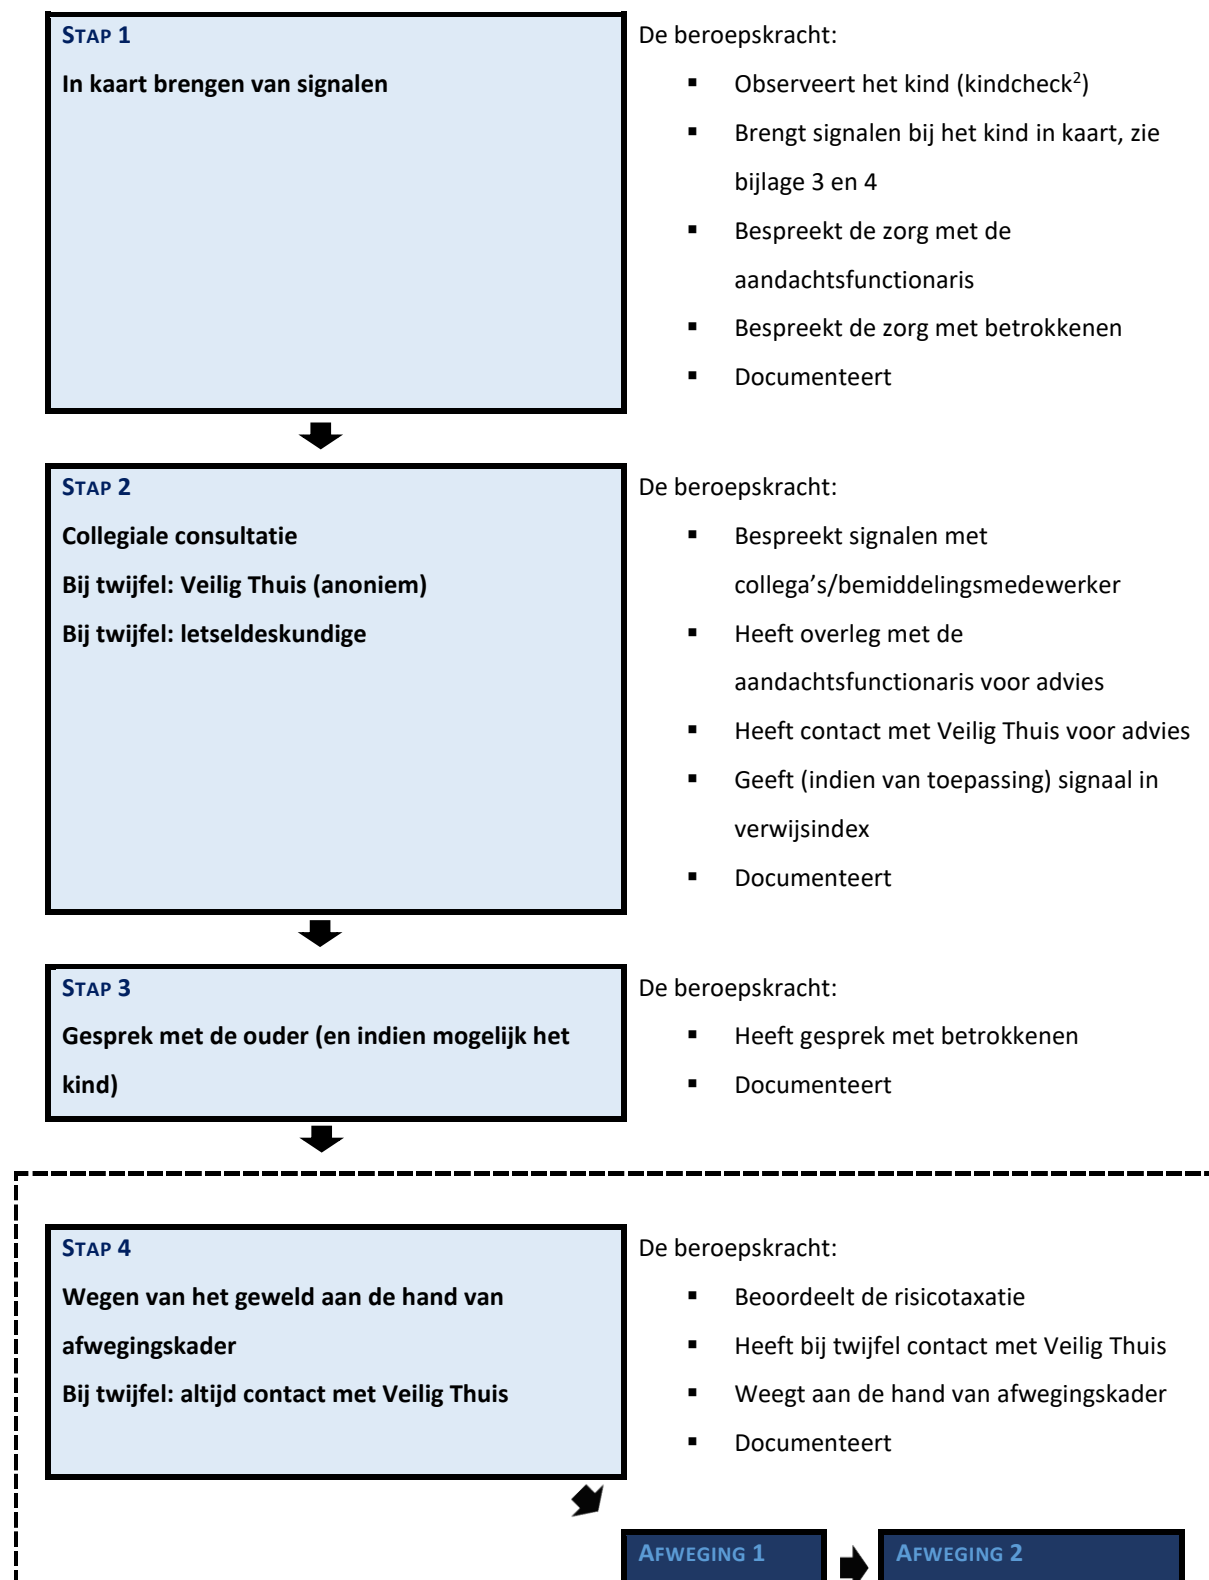 STAP 1
In kaart brengen van signalen
De beroepskracht:
▪ Observeert het kind (kindcheck²)
▪ Brengt signalen bij het kind in kaart, zie
bijlage 3 en 4
▪ Bespreekt de zorg met de
aandachtsfunctionaris
▪ Bespreekt de zorg met betrokkenen
▪ Documenteert
STAP 2
Collegiale consultatie
Bij twijfel: Veilig Thuis (anoniem)
Bij twijfel: letseldeskundige
De beroepskracht:
▪ Bespreekt signalen met
collega’s/bemiddelingsmedewerker
▪ Heeft overleg met de
aandachtsfunctionaris voor advies
▪ Heeft contact met Veilig Thuis voor advies
▪ Geeft (indien van toepassing) signaal in
verwijsindex
▪ Documenteert
STAP 3
Gesprek met de ouder (en indien mogelijk het
kind)
De beroepskracht:
▪ Heeft gesprek met betrokkenen
▪ Documenteert
STAP 4
Wegen van het geweld aan de hand van
afwegingskader
Bij twijfel: altijd contact met Veilig Thuis
De beroepskracht:
▪ Beoordeelt de risicotaxatie
▪ Heeft bij twijfel contact met Veilig Thuis
▪ Weegt aan de hand van afwegingskader
▪ Documenteert
AFWEGING 1
AFWEGING 2